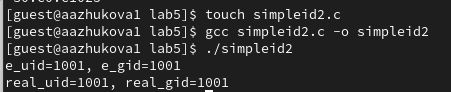 [guest@aazhukova1 lab5]$ touch simpleid2.c
[guest@aazhukova1 lab5]$ gcc simpleid2.c -o simpleid2
[guest@aazhukova1 lab5]$ ./simpleid2
e_uid=1001, e_gid=1001
real_uid=1001, real_gid=1001